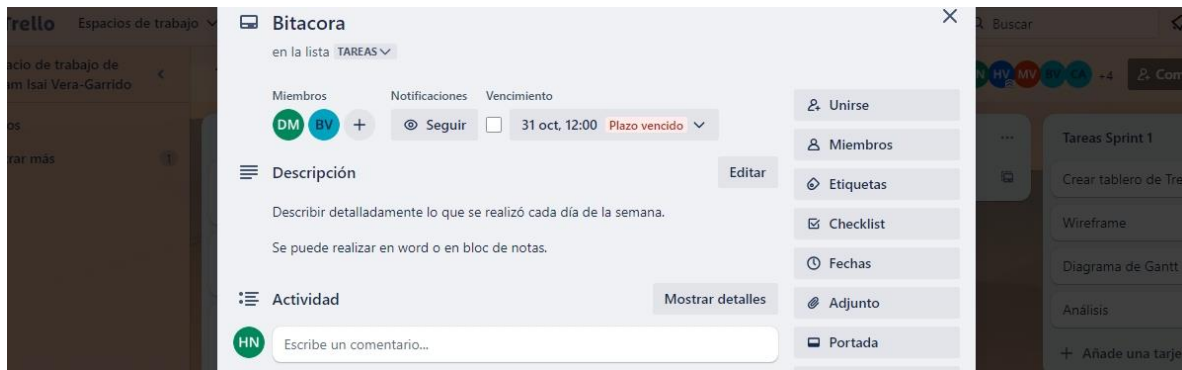 Trello Espacios de trabajo
Buscar
acio de trabajo de
am Isai Vera-Garrido
os
rar más 1
Bitacora
en la lista TAREAS
Miembros Notificaciones Vencimiento
DM BV + Seguir 31 oct, 12:00 Plazo vencido
Descripción Editar
Describir detalladamente lo que se realizó cada día de la semana.
Se puede realizar en word o en bloc de notas.
Actividad Mostrar detalles
HN Escribe un comentario...
Unirse
Miembros
Etiquetas
Checklist
Fechas
Adjunto
Portada
N HV MV BV CA +4 Com
Tareas Sprint 1
Crear tablero de Tre
Wireframe
Diagrama de Gantt
Análisis
+ Añade una tarje